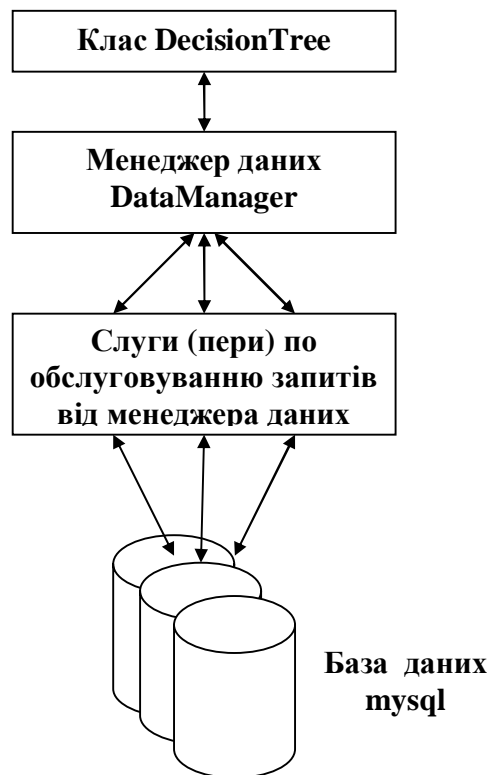 Клас DecisionTree
Менеджер даних
DataManager
Слуги (пери) по
обслуговуванню запитів
від менеджера даних
База даних
mysql